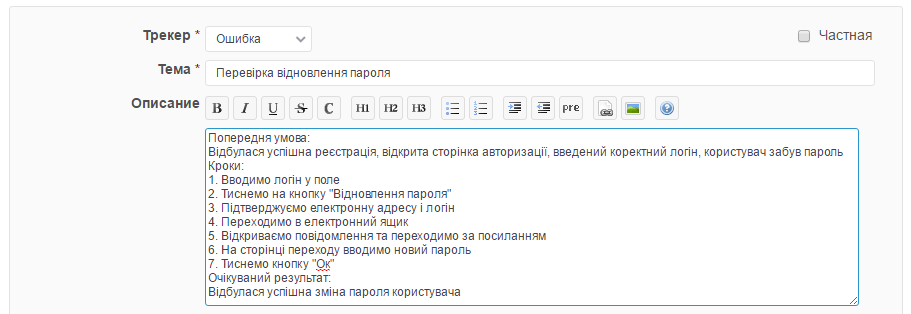 Трекер * Ошибка Частная
Тема * Перевірка відновлення пароля
Описание B I U S C H1 H2 H3 pre
Попередня умова:
Відбулася успішна реєстрація, відкрита сторінка авторизації, введений коректний логін, користувач забув пароль
Кроки:
1. Вводимо логін у поле
2. Тиснемо на кнопку "Відновлення пароля"
3. Підтверджуємо електронну адресу і логін
4. Переходимо в електронний ящик
5. Відкриваємо повідомлення та переходимо за посиланням
6. На сторінці переходу вводимо новий пароль
7. Тиснемо кнопку "Ок"
Очікуваний результат:
Відбулася успішна зміна пароля користувача